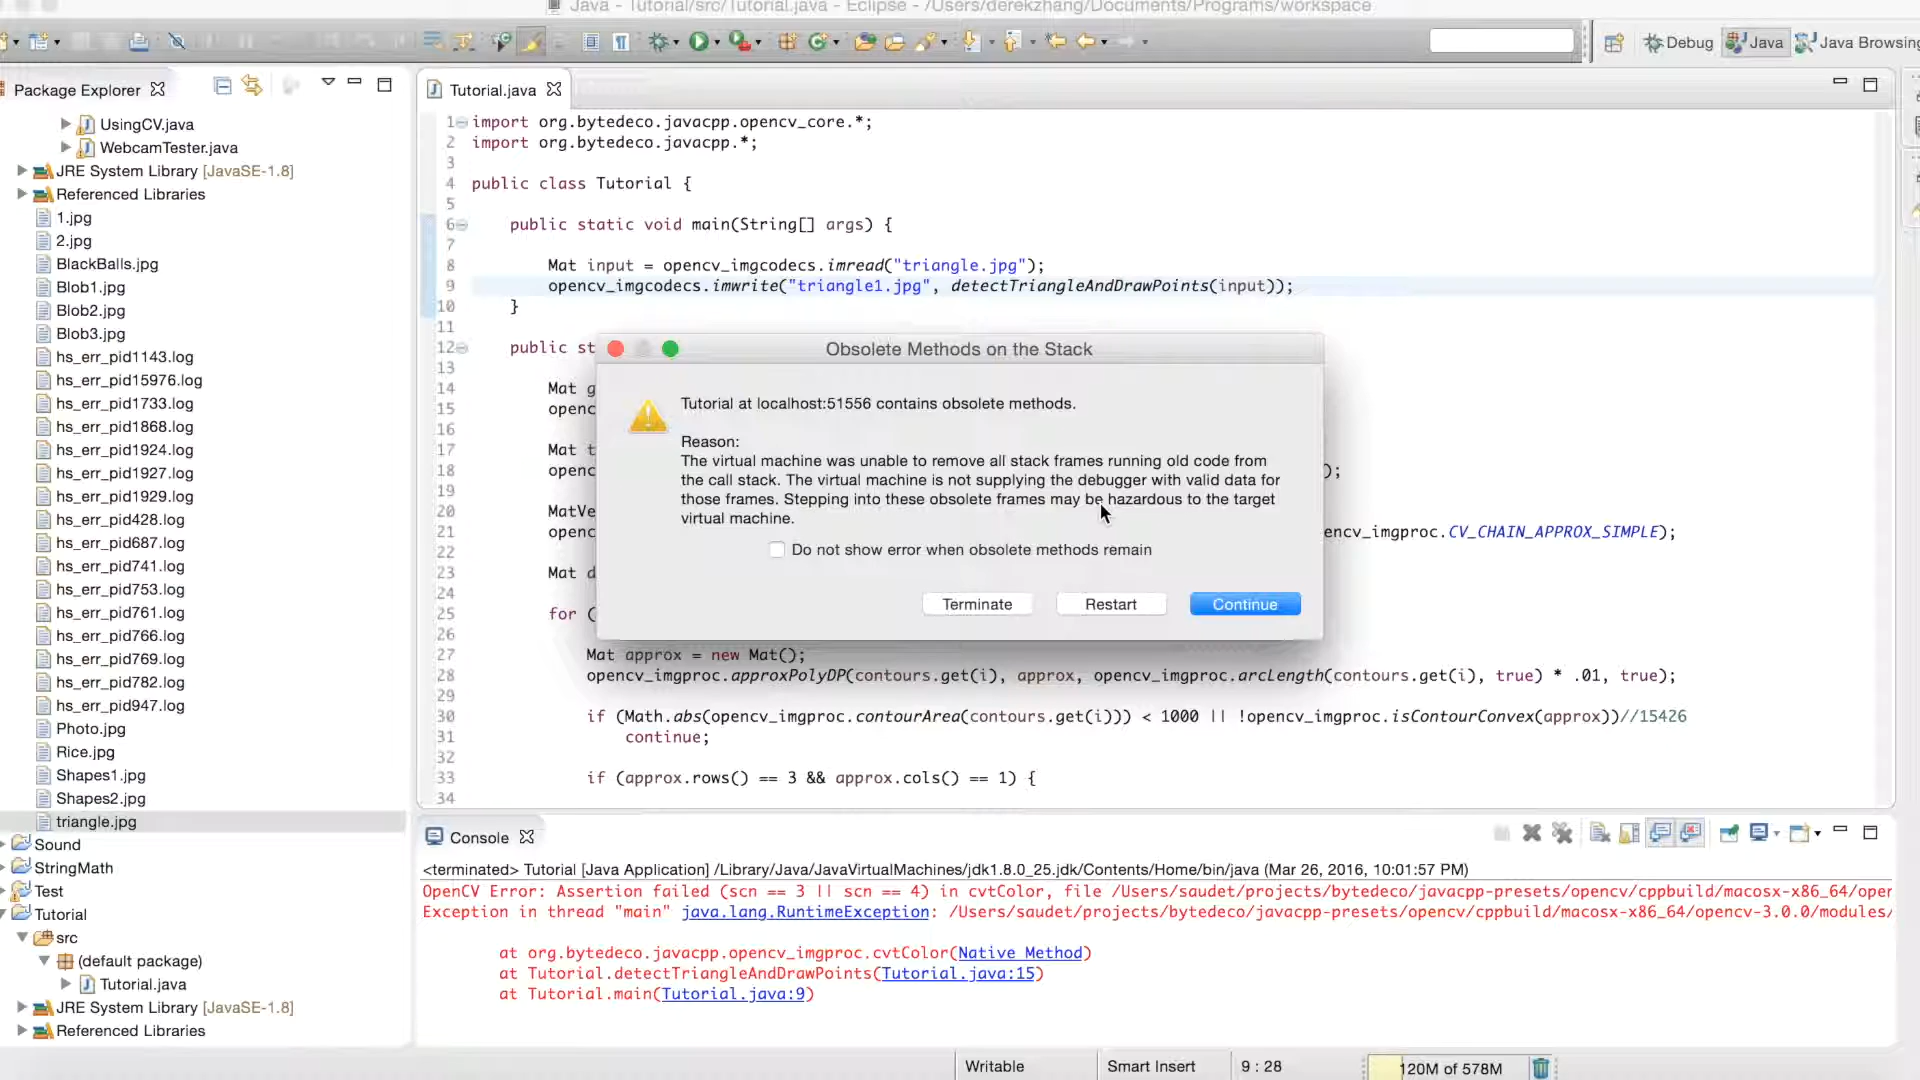 Java - Tutorial/src/Tutorial.java - Eclipse - /Users/derekzhang/Documents/Programs/workspace
Debug
Java
Java Browsing
Package Explorer
UsingCV.java
WebcamTester.java
JRE System Library [JavaSE-1.8]
Referenced Libraries
1.jpg
2.jpg
BlackBalls.jpg
Blob1.jpg
Blob2.jpg
Blob3.jpg
hs_err_pid1143.log
hs_err_pid15976.log
hs_err_pid1733.log
hs_err_pid1868.log
hs_err_pid1924.log
hs_err_pid1927.log
hs_err_pid1929.log
hs_err_pid428.log
hs_err_pid687.log
hs_err_pid741.log
hs_err_pid753.log
hs_err_pid761.log
hs_err_pid766.log
hs_err_pid769.log
hs_err_pid782.log
hs_err_pid947.log
Photo.jpg
Rice.jpg
Shapes1.jpg
Shapes2.jpg
triangle.jpg
Sound
StringMath
Test
Tutorial
src
(default package)
Tutorial.java
JRE System Library [JavaSE-1.8]
Referenced Libraries
Tutorial.java
1 import org.bytedeco.javacpp.opencv_core.*;
2 import org.bytedeco.javacpp.*;
3
4 public class Tutorial {
5
6 public static void main(String[] args) {
7
8 Mat input = opencv_imgcodecs.imread("triangle.jpg");
9 opencv_imgcodecs.imwrite("triangle1.jpg", detectTriangleAndDrawPoints(input));
10 }
11
12 public st
13
14 Mat g
15 openc
16
17 Mat t
18 openc );
19
20 MatVe
21 openc encv_imgproc.CV_CHAIN_APPROX_SIMPLE);
22
23 Mat d
24
25 for (
26
27 Mat approx = new Mat();
28 opencv_imgproc.approxPolyDP(contours.get(i), approx, opencv_imgproc.arcLength(contours.get(i), true) * .01, true);
29
30 if (Math.abs(opencv_imgproc.contourArea(contours.get(i))) < 1000 || !opencv_imgproc.isContourConvex(approx))//15426
31 continue;
32
33 if (approx.rows() == 3 && approx.cols() == 1) {
34
Obsolete Methods on the Stack
Tutorial at localhost:51556 contains obsolete methods.
Reason:
The virtual machine was unable to remove all stack frames running old code from
the call stack. The virtual machine is not supplying the debugger with valid data for
those frames. Stepping into these obsolete frames may be hazardous to the target
virtual machine.
Do not show error when obsolete methods remain
Terminate
Restart
Continue
Console
<terminated> Tutorial [Java Application] /Library/Java/JavaVirtualMachines/jdk1.8.0_25.jdk/Contents/Home/bin/java (Mar 26, 2016, 10:01:57 PM)
OpenCV Error: Assertion failed (scn == 3 || scn == 4) in cvtColor, file /Users/saudet/projects/bytedeco/javacpp-presets/opencv/cppbuild/macosx-x86_64/oper
Exception in thread "main" java.lang.RuntimeException: /Users/saudet/projects/bytedeco/javacpp-presets/opencv/cppbuild/macosx-x86_64/opencv-3.0.0/modules/
at org.bytedeco.javacpp.opencv_imgproc.cvtColor(Native Method)
at Tutorial.detectTriangleAndDrawPoints(Tutorial.java:15)
at Tutorial.main(Tutorial.java:9)
Writable
Smart Insert
9 : 28
120M of 578M